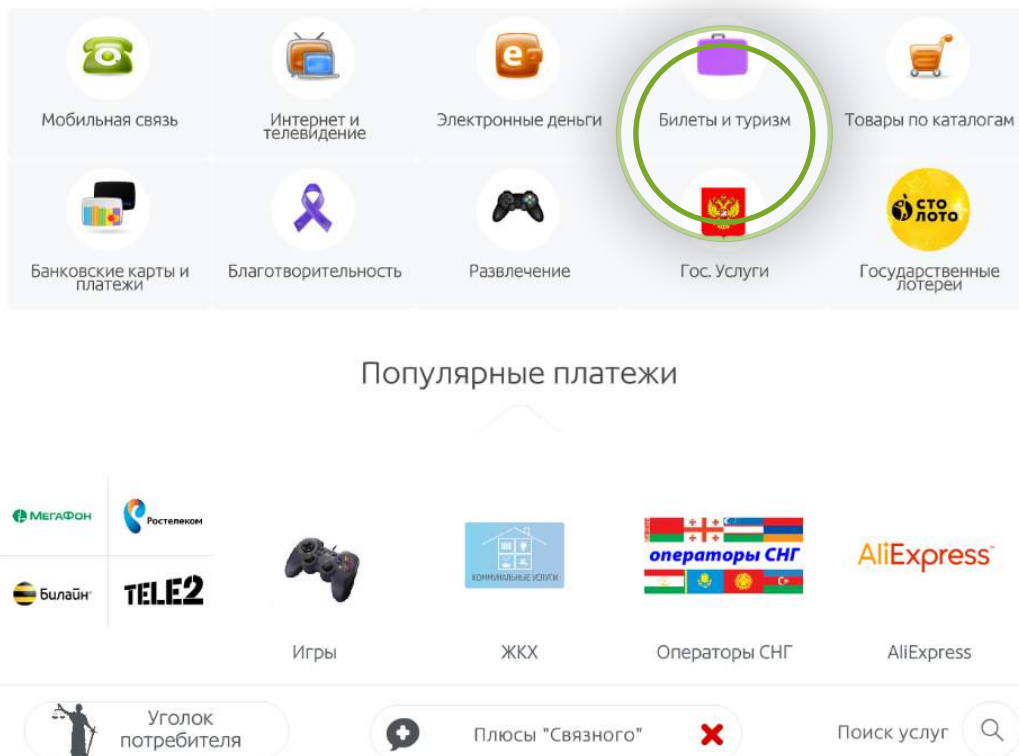 Мобильная связь
Интернет и
телевидение
Электронные деньги
Билеты и туризм
Товары по каталогам
СТО
ЛОТО
Банковские карты и
платежи
Благотворительность
Развлечение
Гос. Услуги
Государственные
лотереи
Популярные платежи
МЕГАФОН
Ростелеком
Билайн
TELE2
КОММУНАЛЬНЫЕ УСЛУГИ
операторы СНГ
AliExpress
Игры
ЖКХ
Операторы СНГ
AliExpress
Уголок
потребителя
Плюсы "Связного"
Поиск услуг